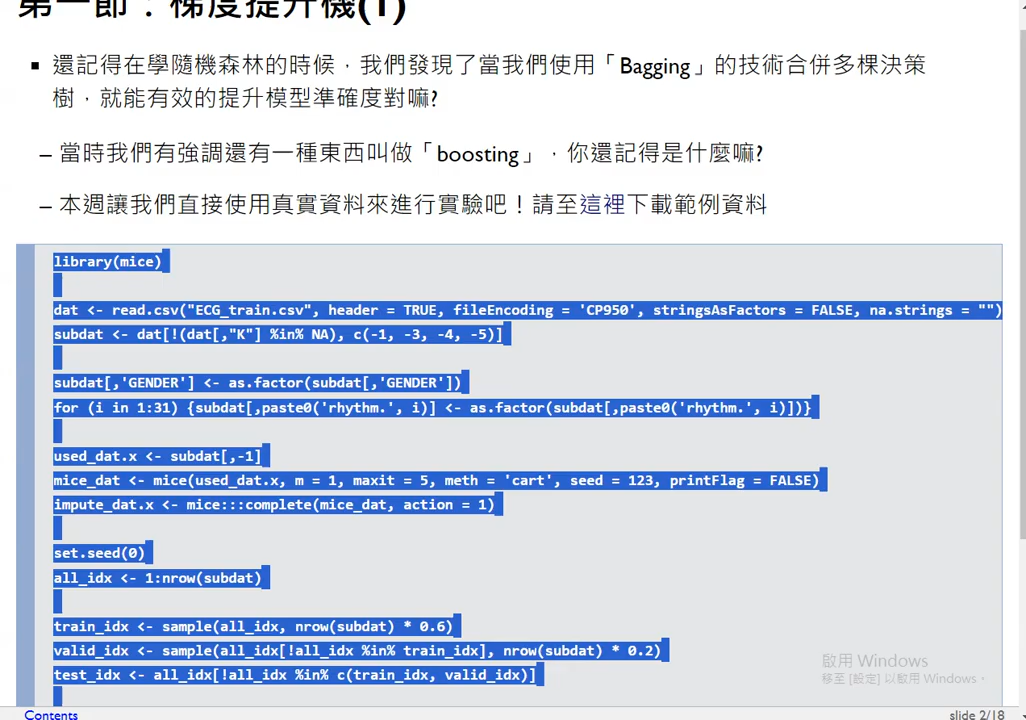 第一節：梯度提升機(1)
▪ 還記得在學隨機森林的時候，我們發現了當我們使用「Bagging」的技術合併多棵決策
樹，就能有效的提升模型準確度對嘛?
– 當時我們有強調還有一種東西叫做「boosting」，你還記得是什麼嘛?
– 本週讓我們直接使用真實資料來進行實驗吧！請至這裡下載範例資料
library(mice)
dat <- read.csv("ECG_train.csv", header = TRUE, fileEncoding = 'CP950', stringsAsFactors = FALSE, na.strings = "")
subdat <- dat[!(dat[,"K"] %in% NA), c(-1, -3, -4, -5)]
subdat[,'GENDER'] <- as.factor(subdat[,'GENDER'])
for (i in 1:31) {subdat[,paste0('rhythm.', i)] <- as.factor(subdat[,paste0('rhythm.', i)])}
used_dat.x <- subdat[,-1]
mice_dat <- mice(used_dat.x, m = 1, maxit = 5, meth = 'cart', seed = 123, printFlag = FALSE)
impute_dat.x <- mice:::complete(mice_dat, action = 1)
set.seed(0)
all_idx <- 1:nrow(subdat)
train_idx <- sample(all_idx, nrow(subdat) * 0.6)
valid_idx <- sample(all_idx[!all_idx %in% train_idx], nrow(subdat) * 0.2)
test_idx <- all_idx[!all_idx %in% c(train_idx, valid_idx)]
啟用 Windows
移至 [設定] 以啟用 Windows。
Contents
slide 2/18